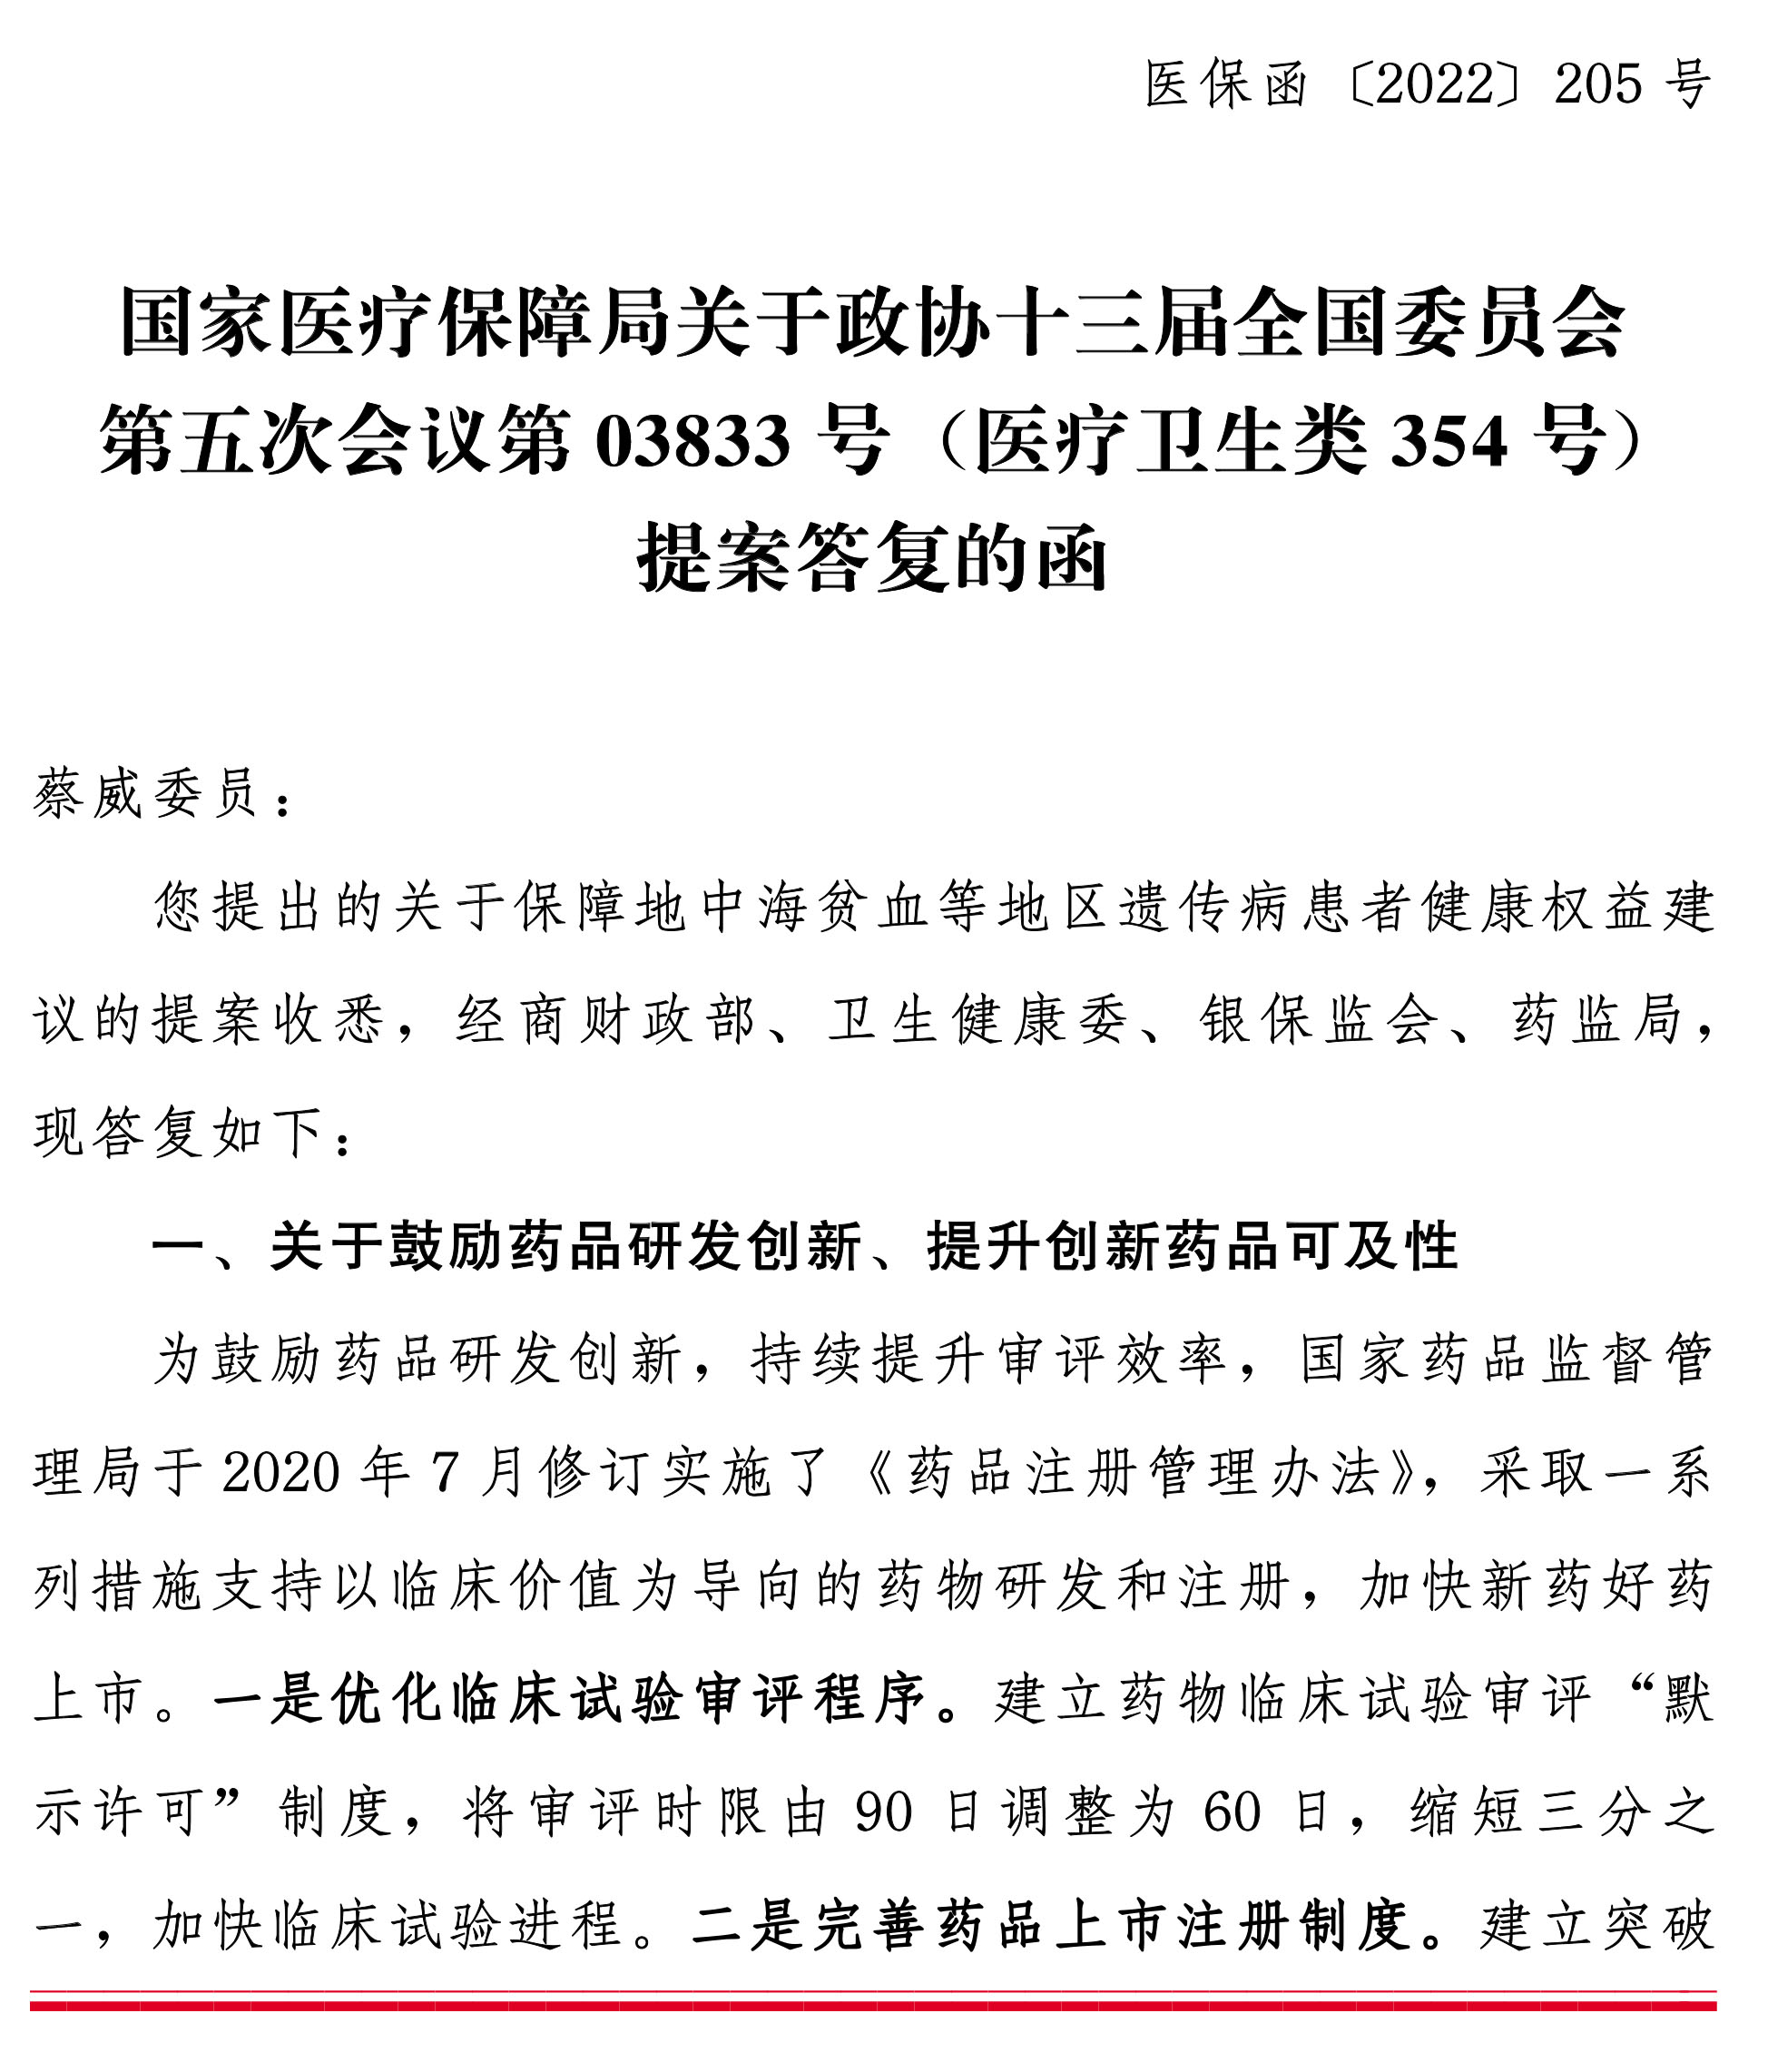 医保函〔2022〕205 号
国家医疗保障局关于政协十三届全国委员会
第五次会议第 03833 号（医疗卫生类 354 号）
提案答复的函
蔡威委员：
您提出的关于保障地中海贫血等地区遗传病患者健康权益建
议的提案收悉，经商财政部、卫生健康委、银保监会、药监局，
现答复如下：
一、关于鼓励药品研发创新、提升创新药品可及性
为鼓励药品研发创新，持续提升审评效率，国家药品监督管
理局于 2020 年 7 月修订实施了《药品注册管理办法》，采取一系
列措施支持以临床价值为导向的药物研发和注册，加快新药好药
上市。一是优化临床试验审评程序。建立药物临床试验审评“默
示许可”制度，将审评时限由 90 日调整为 60 日，缩短三分之
一，加快临床试验进程。二是完善药品上市注册制度。建立突破